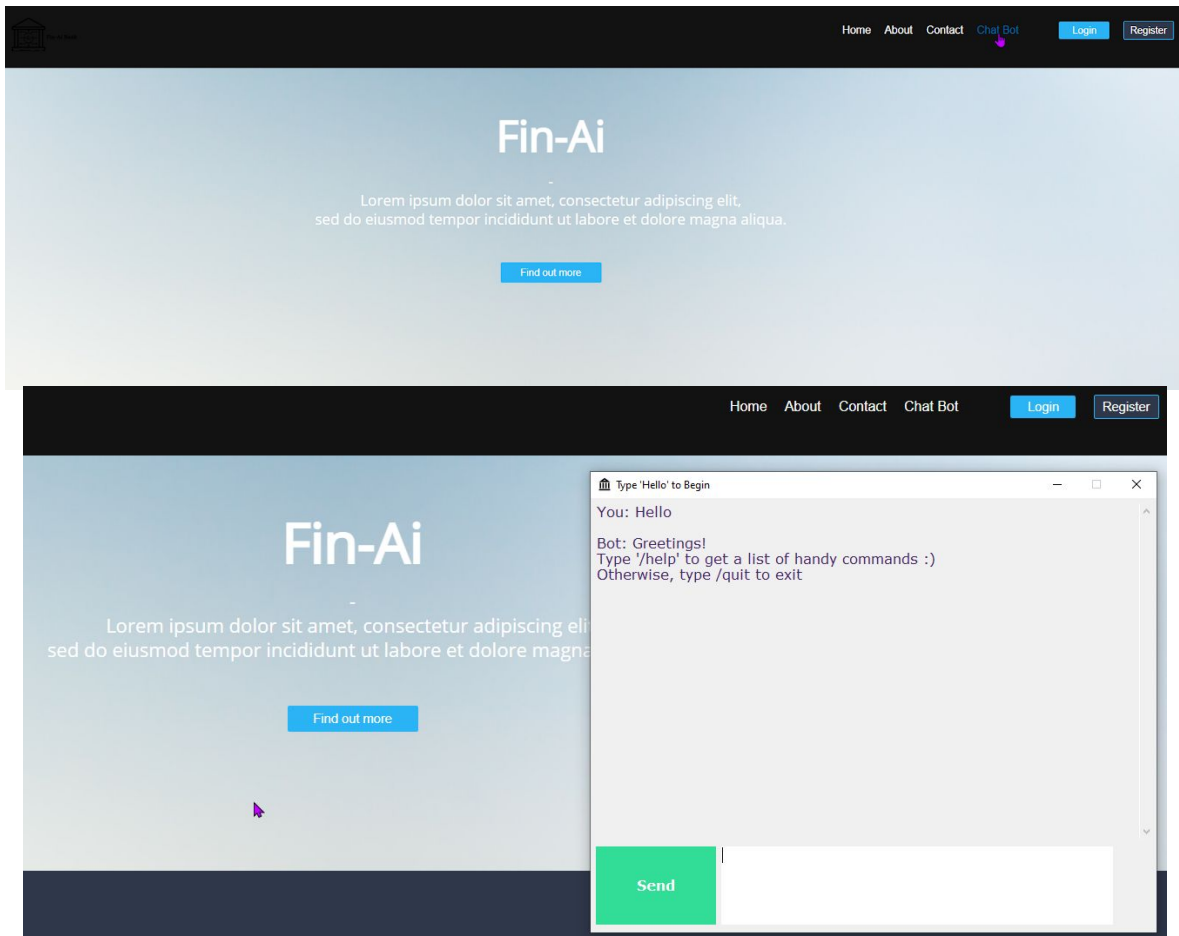 Home About Contact Chat Bot Login Register
Fin-Ai
-
Lorem ipsum dolor sit amet, consectetur adipiscing elit,
sed do eiusmod tempor incididunt ut labore et dolore magna aliqua.
Find out more
Home About Contact Chat Bot Login Register
Fin-Ai
-
Lorem ipsum dolor sit amet, consectetur adipiscing eli
sed do eiusmod tempor incididunt ut labore et dolore magna
Find out more
Type 'Hello' to Begin
You: Hello
Bot: Greetings!
Type '/help' to get a list of handy commands :)
Otherwise, type /quit to exit
Send